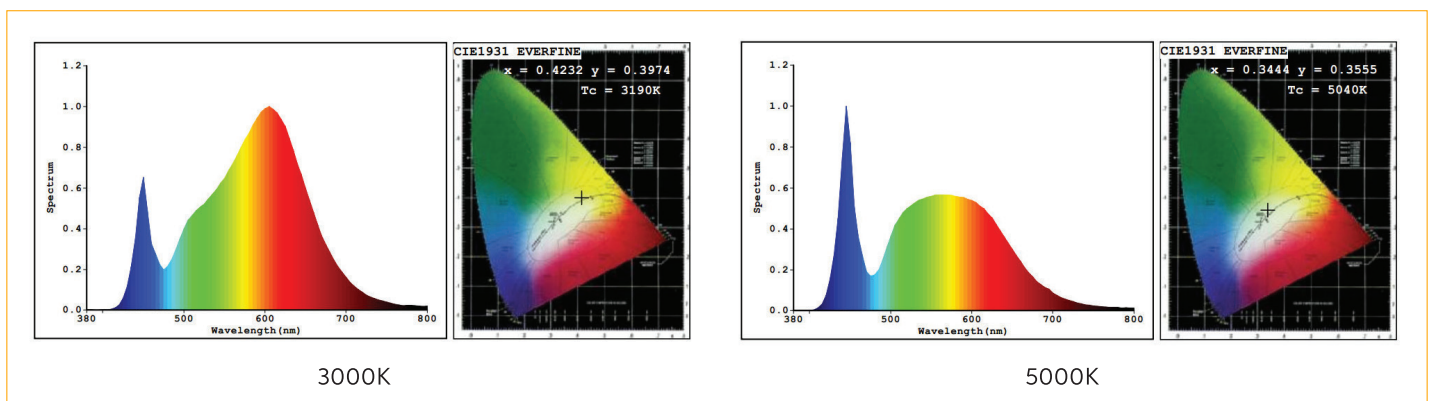 CIE1931 EVERFINE
x = 0.4232 y = 0.3974
Tc = 3190K
1.2
1.0
0.8
0.6
0.4
0.2
0.0
Spectrum
380
500
600
700
800
Wavelength(nm)
3000K
CIE1931 EVERFINE
x = 0.3444 y = 0.3555
Tc = 5040K
1.2
1.0
0.8
0.6
0.4
0.2
0.0
Spectrum
380
500
600
700
800
Wavelength(nm)
5000K